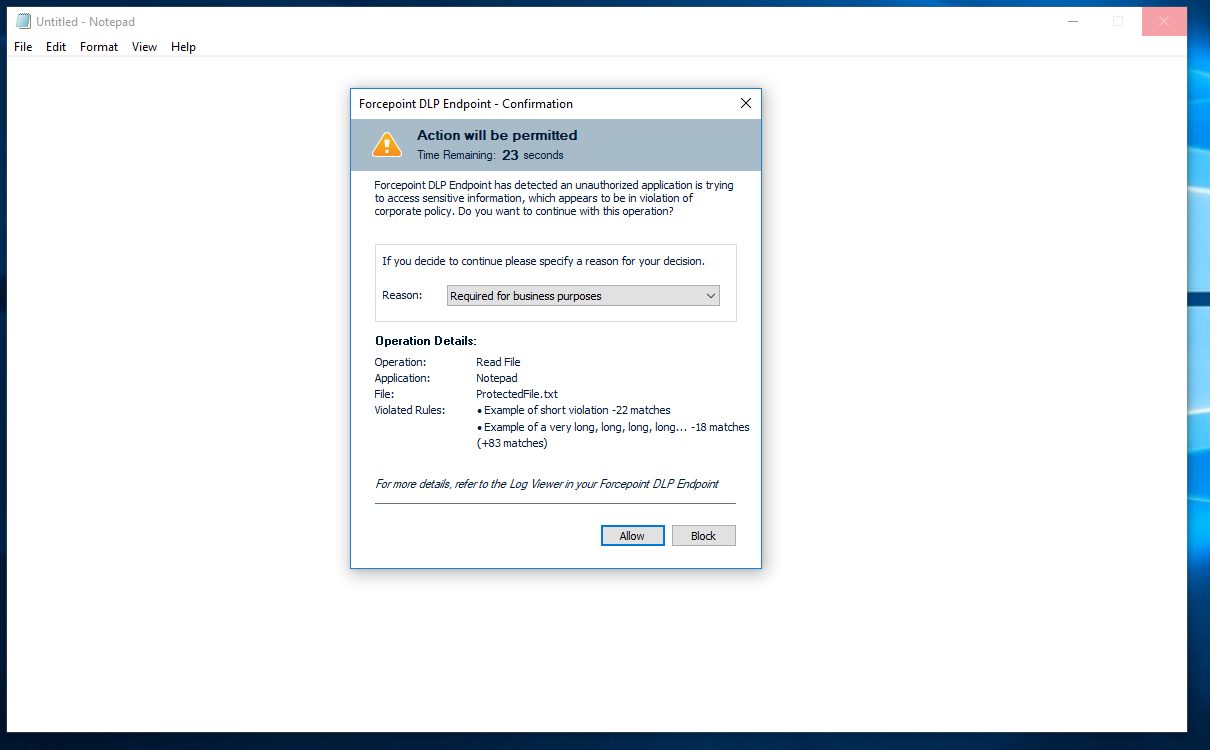 Untitled - Notepad
File Edit Format View Help
Forcepoint DLP Endpoint - Confirmation
Action will be permitted
Time Remaining: 23 seconds
Forcepoint DLP Endpoint has detected an unauthorized application is trying
to access sensitive information, which appears to be in violation of
corporate policy. Do you want to continue with this operation?
If you decide to continue please specify a reason for your decision.
Reason: Required for business purposes
Operation Details:
Operation: Read File
Application: Notepad
File: ProtectedFile.txt
Violated Rules: • Example of short violation -22 matches
• Example of a very long, long, long, long... -18 matches
(+83 matches)
For more details, refer to the Log Viewer in your Forcepoint DLP Endpoint
Allow Block